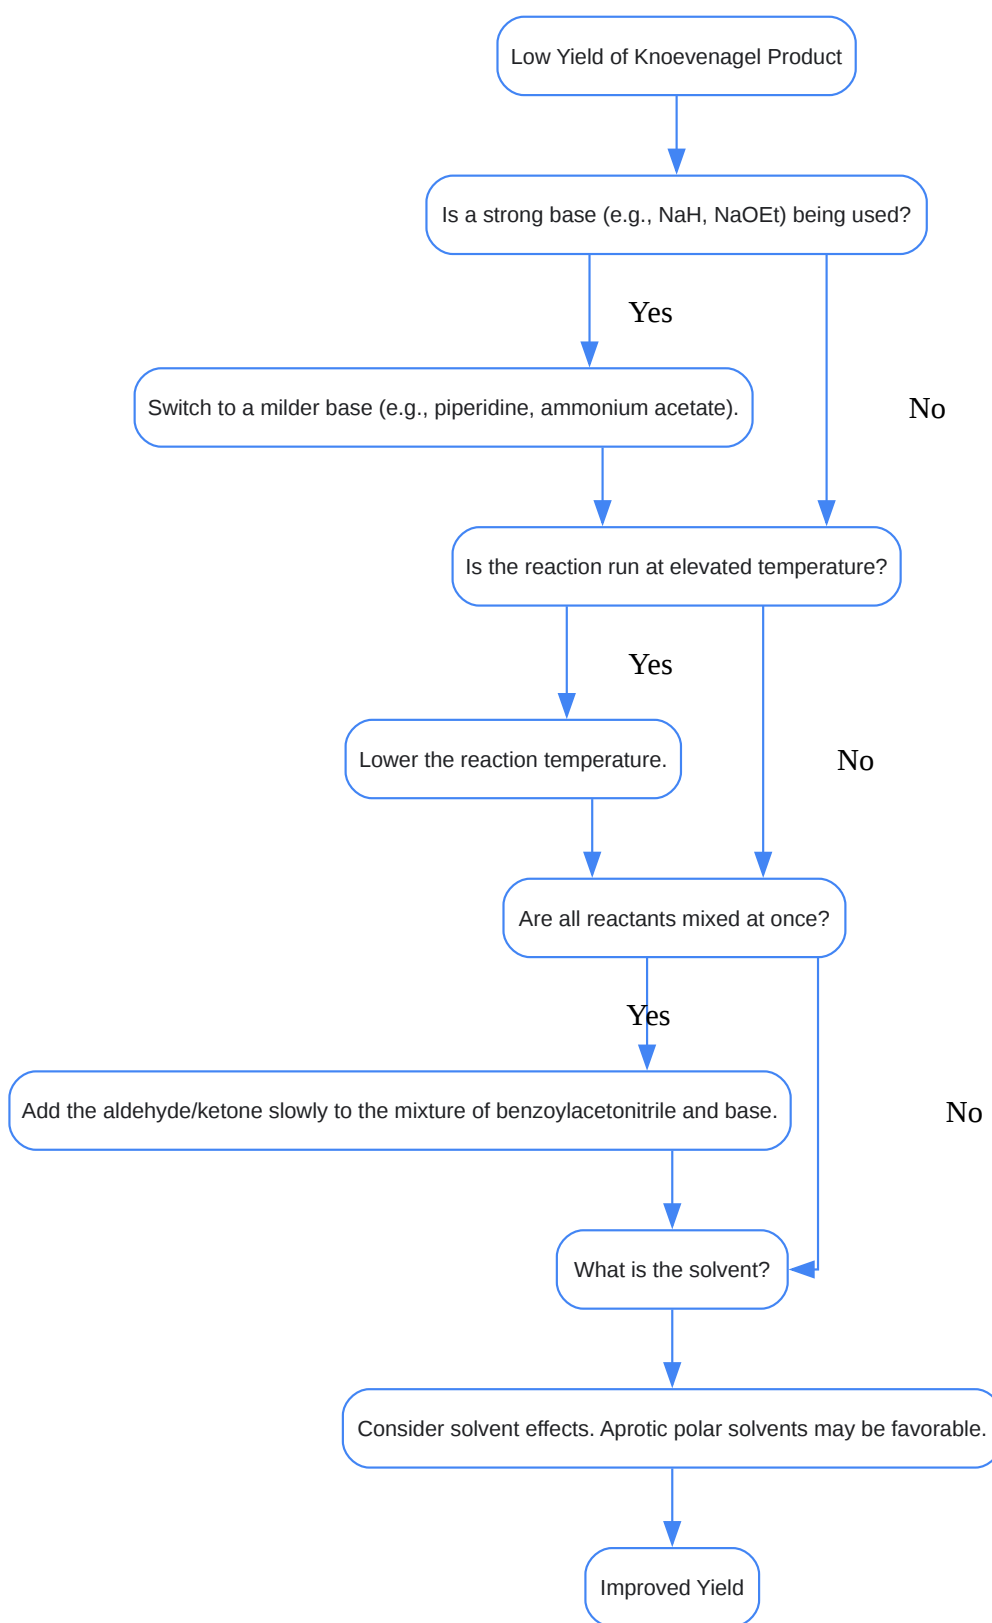 Low Yield of Knoevenagel Product
Is a strong base (e.g., NaH, NaOEt) being used?
Yes
Switch to a milder base (e.g., piperidine, ammonium acetate).
No
Is the reaction run at elevated temperature?
Yes
Lower the reaction temperature.
No
Are all reactants mixed at once?
Yes
Add the aldehyde/ketone slowly to the mixture of benzoylacetonitrile and base.
No
What is the solvent?
Consider solvent effects. Aprotic polar solvents may be favorable.
Improved Yield